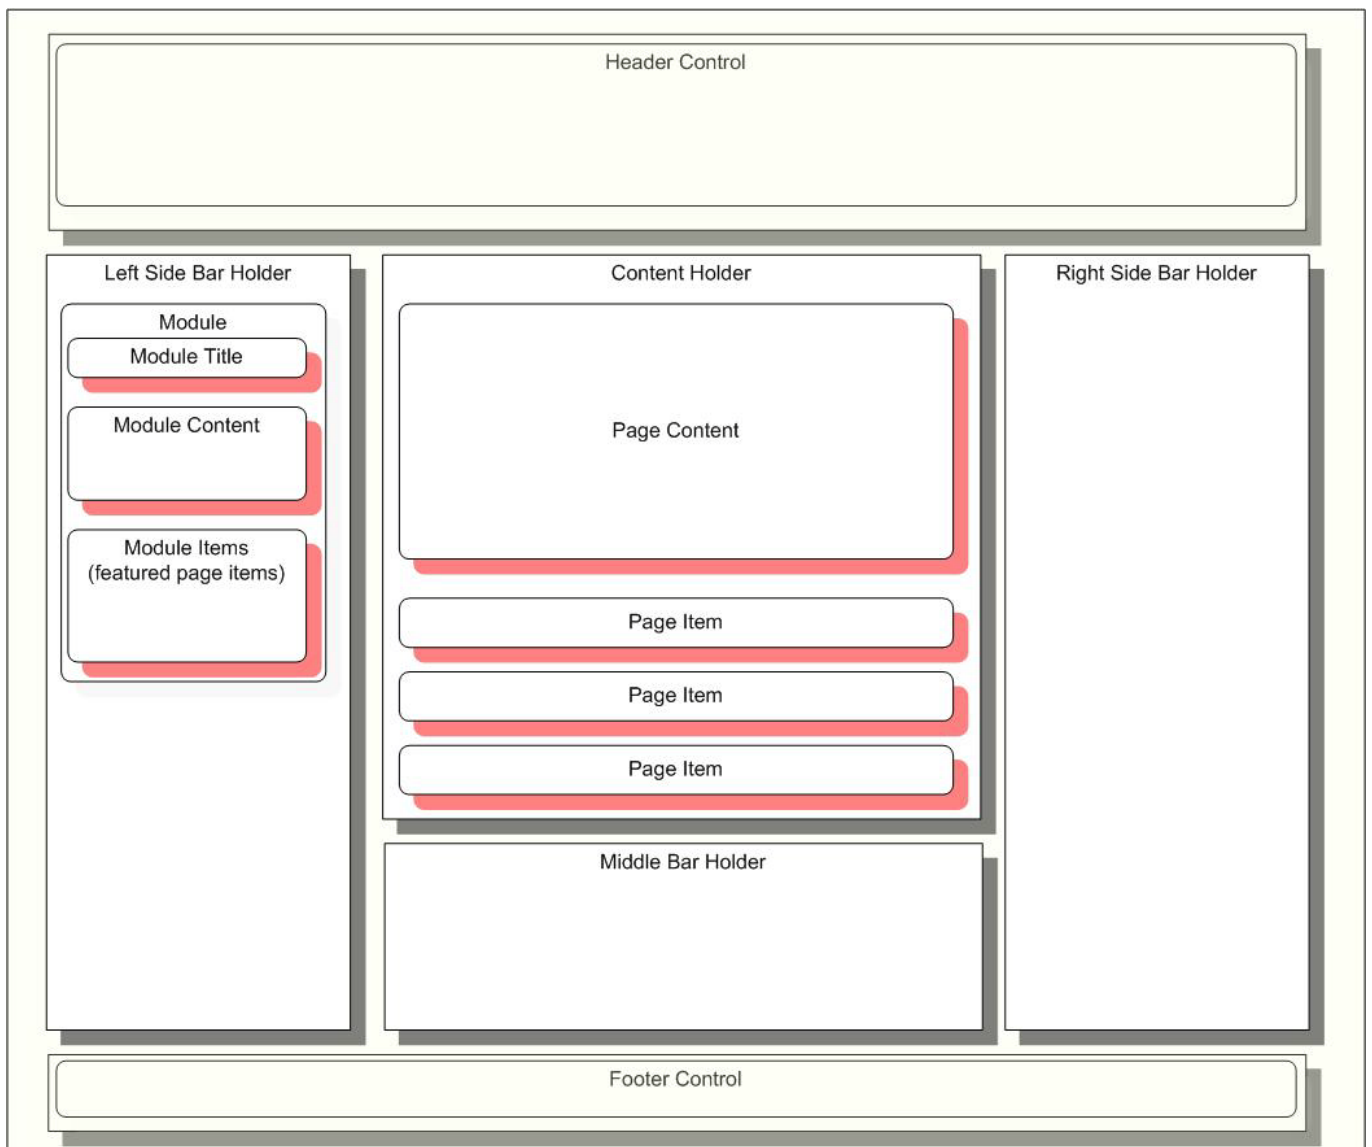 Header Control
Left Side Bar Holder
Module
Module Title
Module Content
Module Items
(featured page items)
Content Holder
Page Content
Page Item
Page Item
Page Item
Middle Bar Holder
Right Side Bar Holder
Footer Control